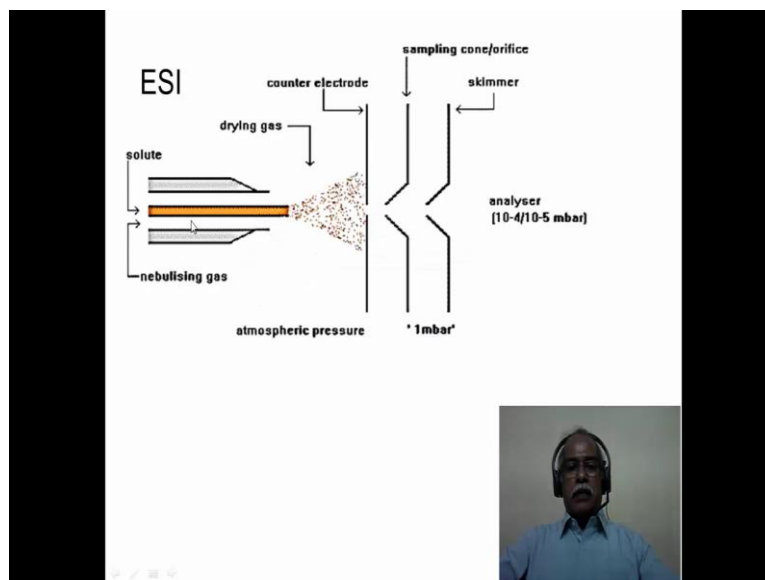 sampling cone/orifice
ESI
counter electrode
skimmer
drying gas
solute
analyser
(10-4/10-5 mbar)
nebulising gas
atmospheric pressure
' 1mbar'